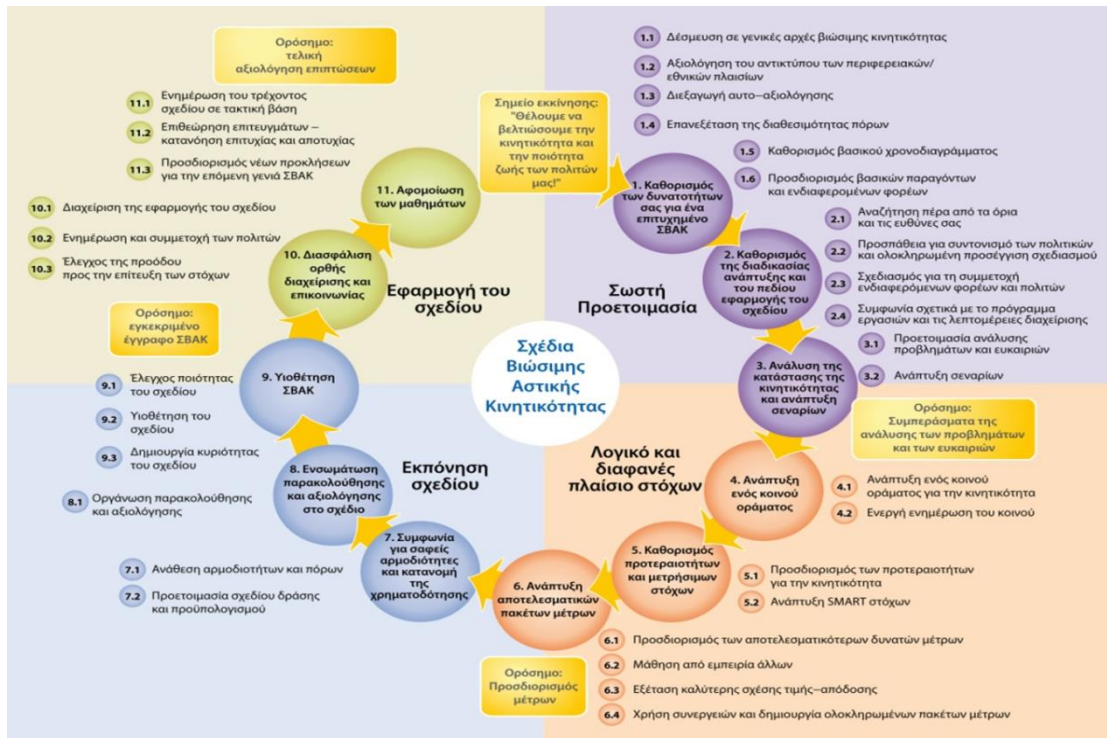 Ορόσημο:
τελική
αξιολόγηση επιπτώσεων
11.1 Ενημέρωση του τρέχοντος
σχεδίου σε τακτική βάση
11.2 Επιθεώρηση επιτευγμάτων –
κατανόηση επιτυχίας και αποτυχίας
11.3 Προσδιορισμός νέων προκλήσεων
για την επόμενη γενιά ΣΒΑΚ
10.1 Διαχείριση της εφαρμογής του σχεδίου
10.2 Ενημέρωση και συμμετοχή των πολιτών
10.3 Έλεγχος της προόδου
προς την επίτευξη των στόχων
11. Αφομοίωση
των μαθημάτων
10. Διασφάλιση
ορθής
διαχείρισης και
επικοινωνίας
Εφαρμογή του
σχεδίου
Σημείο εκκίνησης:
"Θέλουμε να
βελτιώσουμε την
κινητικότητα και
την ποιότητα
ζωής των πολιτών
μας!"
1.1 Δέσμευση σε γενικές αρχές βιώσιμης κινητικότητας
1.2 Αξιολόγηση του αντικτύπου των περιφερειακών/
εθνικών πλαισίων
1.3 Διεξαγωγή αυτο–αξιολόγησης
1.4 Επανεξέταση της διαθεσιμότητας πόρων
1.5 Καθορισμός βασικού χρονοδιαγράμματος
1.6 Προσδιορισμός βασικών παραγόντων
και ενδιαφερομένων φορέων
1. Καθορισμός
των δυνατοτήτων
σας για ένα
επιτυχημένο
ΣΒΑΚ
2.1 Αναζήτηση πέρα από τα όρια
και τις ευθύνες σας
2.2 Προσπάθεια για συντονισμό των πολιτικών
και ολοκληρωμένη προσέγγιση σχεδιασμού
2.3 Σχεδιασμός για τη συμμετοχή
ενδιαφερόμενων φορέων και πολιτών
2.4 Συμφωνία σχετικά με το πρόγραμμα
εργασιών και τις λεπτομέρειες διαχείρισης
2. Καθορισμός
της διαδικασίας
ανάπτυξης και
του πεδίου
εφαρμογής του
σχεδίου
Σωστή
Προετοιμασία
3.1 Προετοιμασία ανάλυσης
προβλημάτων και ευκαιριών
3.2 Ανάπτυξη σεναρίων
3. Ανάλυση της
κατάστασης της
κινητικότητας
και ανάπτυξη
σεναρίων
Σχέδια
Βιώσιμης
Αστικής
Κινητικότητας
Ορόσημο:
εγκεκριμένο
έγγραφο ΣΒΑΚ
9. Υιοθέτηση
ΣΒΑΚ
9.1 Έλεγχος ποιότητας
του σχεδίου
9.2 Υιοθέτηση του
σχεδίου
9.3 Δημιουργία κυριότητας
του σχεδίου
8.1 Οργάνωση παρακολούθησης
και αξιολόγησης
8. Ενσωμάτωση
παρακολούθησης
και αξιολόγησης
στο σχέδιο
Εκπόνηση
σχεδίου
7.1 Ανάθεση αρμοδιοτήτων και πόρων
7.2 Προετοιμασία σχεδίου δράσης
και προϋπολογισμού
7. Συμφωνία
για σαφείς
αρμοδιότητες
και κατανομή
της
χρηματοδότησης
Ορόσημο:
Συμπεράσματα της
ανάλυσης των προβλημάτων
και των ευκαιριών
Λογικό και
διαφανές
πλαίσιο στόχων
4. Ανάπτυξη
ενός κοινού
οράματος
4.1 Ανάπτυξη ενός κοινού
οράματος για την κινητικότητα
4.2 Ενεργή ενημέρωση του κοινού
5. Καθορισμός
προτεραιοτήτων
και μετρήσιμων
στόχων
5.1 Προσδιορισμός των προτεραιοτήτων
για την κινητικότητα
5.2 Ανάπτυξη SMART στόχων
6. Ανάπτυξη
αποτελεσματικών
πακέτων μέτρων
6.1 Προσδιορισμός των αποτελεσματικότερων δυνατών μέτρων
6.2 Μάθηση από εμπειρία άλλων
6.3 Εξέταση καλύτερης σχέσης τιμής–απόδοσης
6.4 Χρήση συνεργειών και δημιουργία ολοκληρωμένων πακέτων μέτρων
Ορόσημο:
Προσδιορισμός
μέτρων